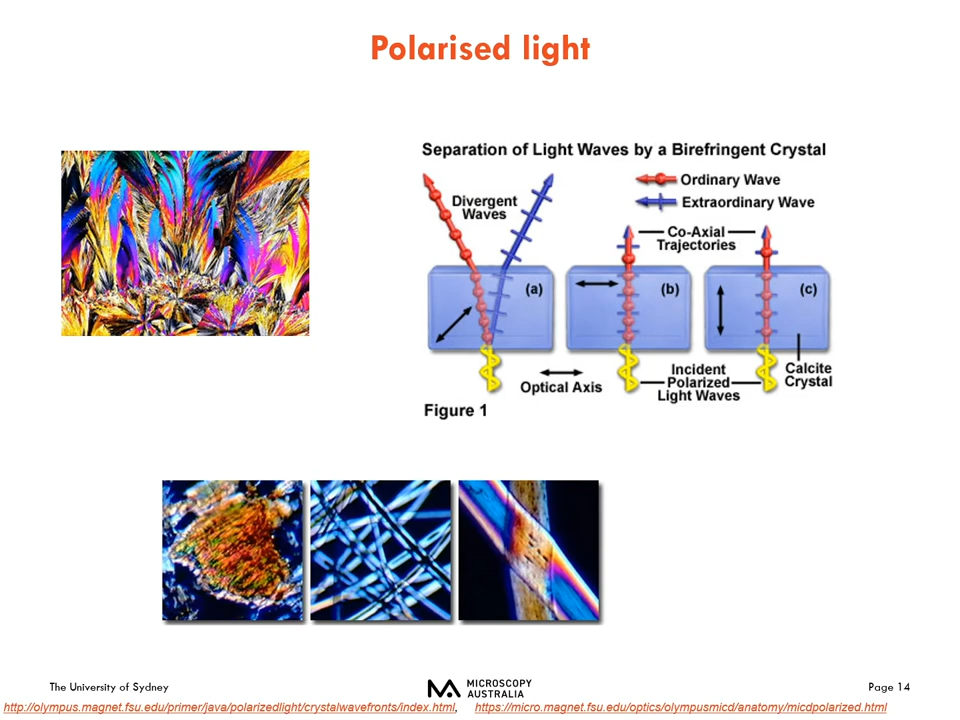 Polarised light
Separation of Light Waves by a Birefringent Crystal
Ordinary Wave
Extraordinary Wave
Divergent
Waves
Co-Axial
Trajectories
(a)
(b)
(c)
Optical Axis
Incident
Polarized
Light Waves
Calcite
Crystal
Figure 1
The University of Sydney
MICROSCOPY
AUSTRALIA
Page 14
http://olympus.magnet.fsu.edu/primer/java/polarizedlight/crystalwavefronts/index.html, https://micro.magnet.fsu.edu/optics/olympusmicd/anatomy/micdpolarized.html